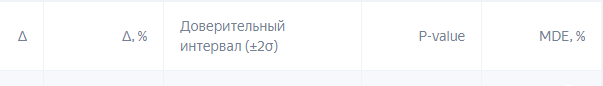 Δ
Δ, %
Доверительный
интервал (±2σ)
P-value
MDE, %